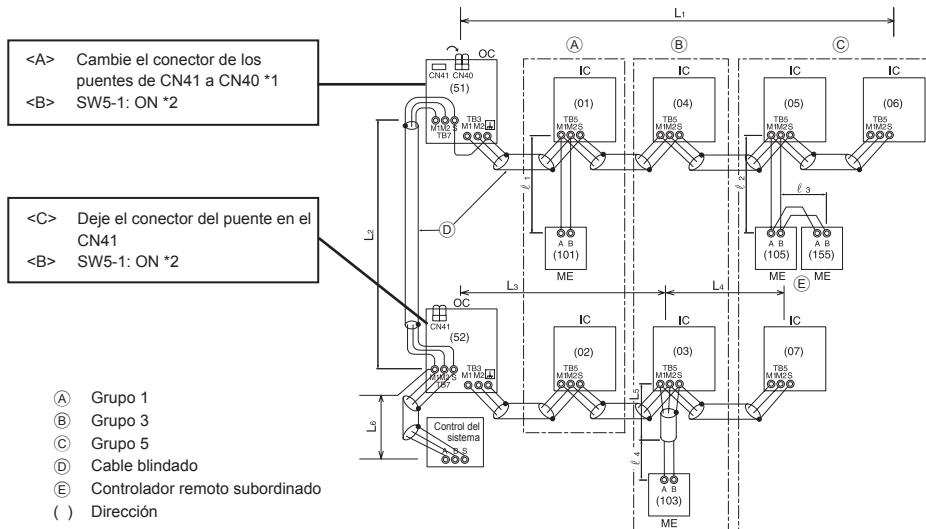 <A> Cambie el conector de los
puentes de CN41 a CN40 *1
<B> SW5-1: ON *2
<C> Deje el conector del puente en el
CN41
<B> SW5-1: ON *2
L1
A B C
OC
CN41 CN40
(51)
M1M2 S
TB7
TB3
M1M2
IC
(01)
TB5
M1M2S
IC
(04)
TB5
M1M2S
IC
(05)
TB5
M1M2S
IC
(06)
TB5
M1M2S
ℓ1
ℓ2
ℓ3
D
L2
A B
(101)
ME
A B
(105)
ME
A B
(155)
ME
E
L3
L4
OC
CN41
(52)
M1M2 S
TB7
TB3
M1M2
IC
(02)
TB5
M1M2S
IC
(03)
TB5
M1M2S
IC
(07)
TB5
M1M2S
L5
L6
ℓ4
Control del
sistema
A B S
A B
(103)
ME
A Grupo 1
B Grupo 3
C Grupo 5
D Cable blindado
E Controlador remoto subordinado
( ) Dirección